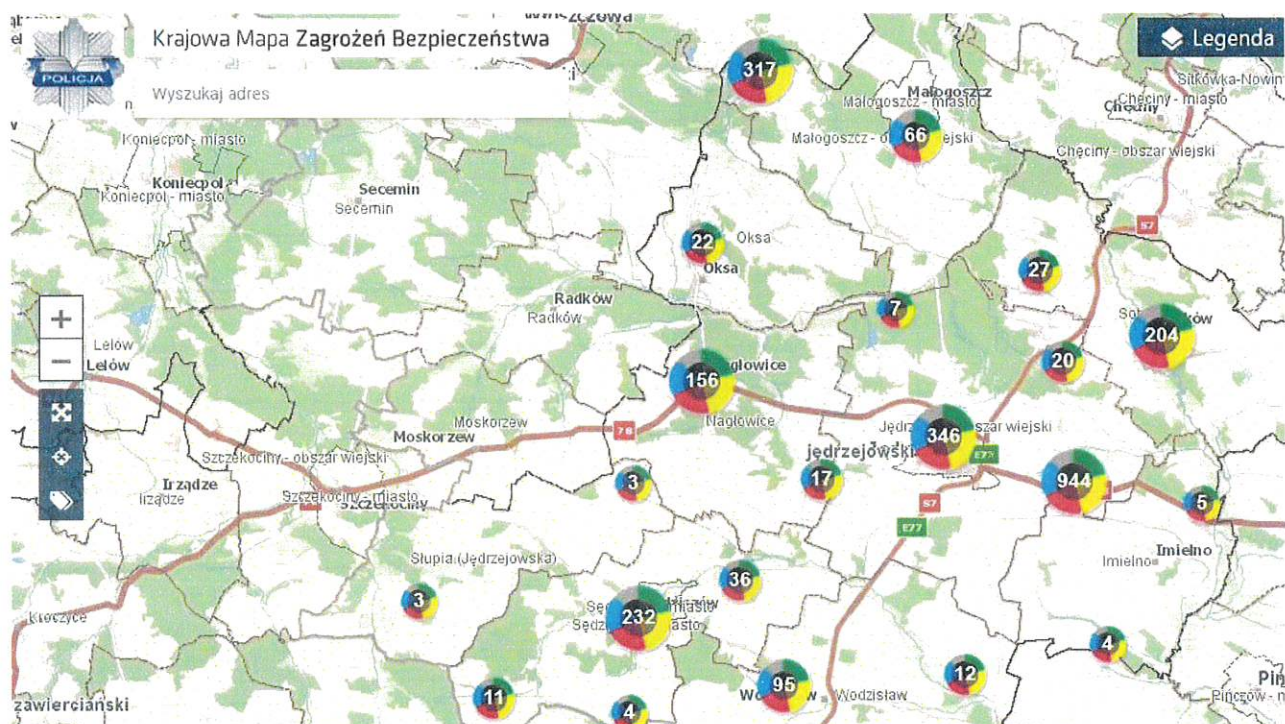 Włoszczowa
Krajowa Mapa Zagrożeń Bezpieczeństwa
Legenda
POLICJA
Wyszukaj adres
317
Sitkówka-Nowin
Małogoszcz
Małogoszcz - miasto
Chęciny
Chęciny - miasto
66
Koniecpol - miasto
Chęciny - obszar wiejski
Koniecpol
Koniecpol - miasto
Secemin
Secemin
22
Oksa
Oksa
S7
27
Radków
Radków
7
204
Lelów
Lelów
20
156
Nagłowice
Moskorzew
Moskorzew
78
346
jędrzejowski
E77
Szczekociny - obszar wiejski
Irządze
Irządze
Szczekociny - miasto
Szczekociny
3
17
944
5
S7
E77
Słupia (Jędrzejowska)
Imielno
Imielno
36
3
232
Kroczyce
4
12
95
Wodzisław
11
4
zawierciański